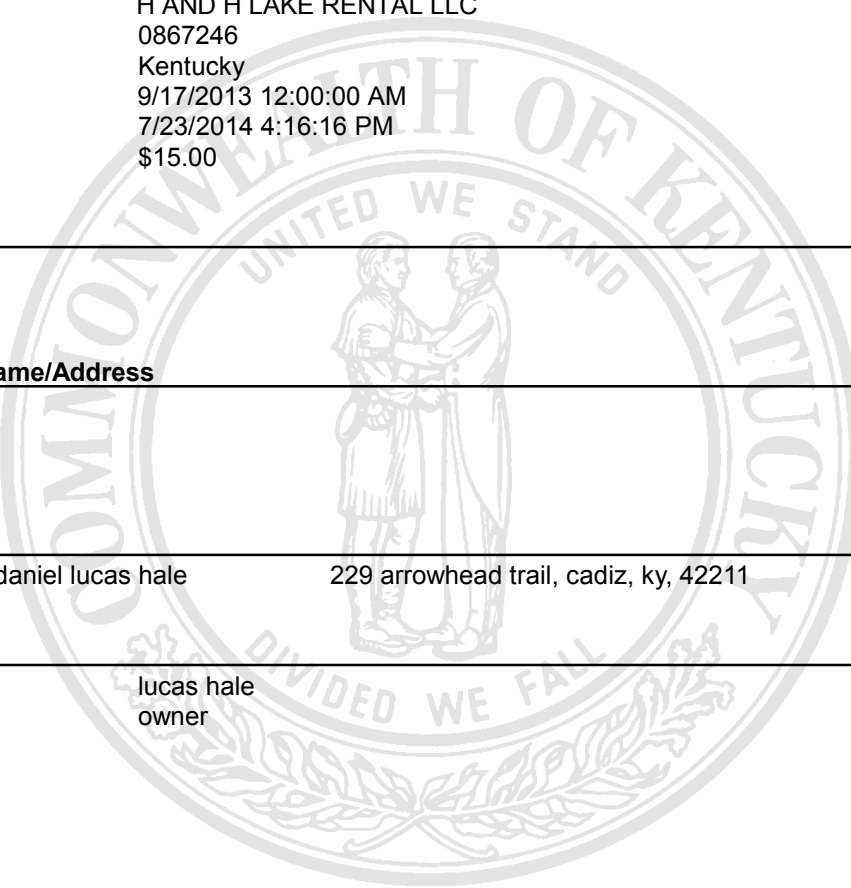 H AND H LAKE RENTAL LLC
0867246
Kentucky
9/17/2013 12:00:00 AM
7/23/2014 4:16:16 PM
$15.00
COMMONWEALTH OF KENTUCKY
UNITED WE STAND
ame/Address
daniel lucas hale 229 arrowhead trail, cadiz, ky, 42211
DIVIDED WE FALL
lucas hale
owner